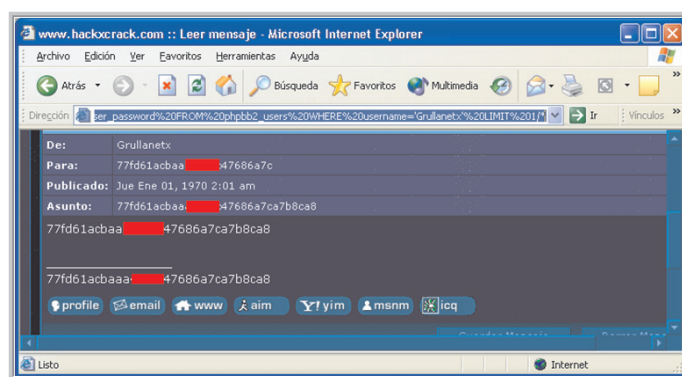 www.hackxcrack.com :: Leer mensaje - Microsoft Internet Explorer
Archivo Edición Ver Favoritos Herramientas Ayuda
Atrás Búsqueda Favoritos Multimedia »
Dirección ser_password%20FROM%20phpbb2_users%20WHERE%20username='Grullanetx'%20LIMIT%201/* Ir Vínculos »
De: Grullanetx
Para: 77fd61acbaa 47686a7c
Publicado: Jue Ene 01, 1970 2:01 am
Asunto: 77fd61acbaa 47686a7ca7b8ca8
77fd61acbaa 47686a7ca7b8ca8
77fd61acbaaa 47686a7ca7b8ca8
profile email www aim Y! yim msnm icq
Listo Internet